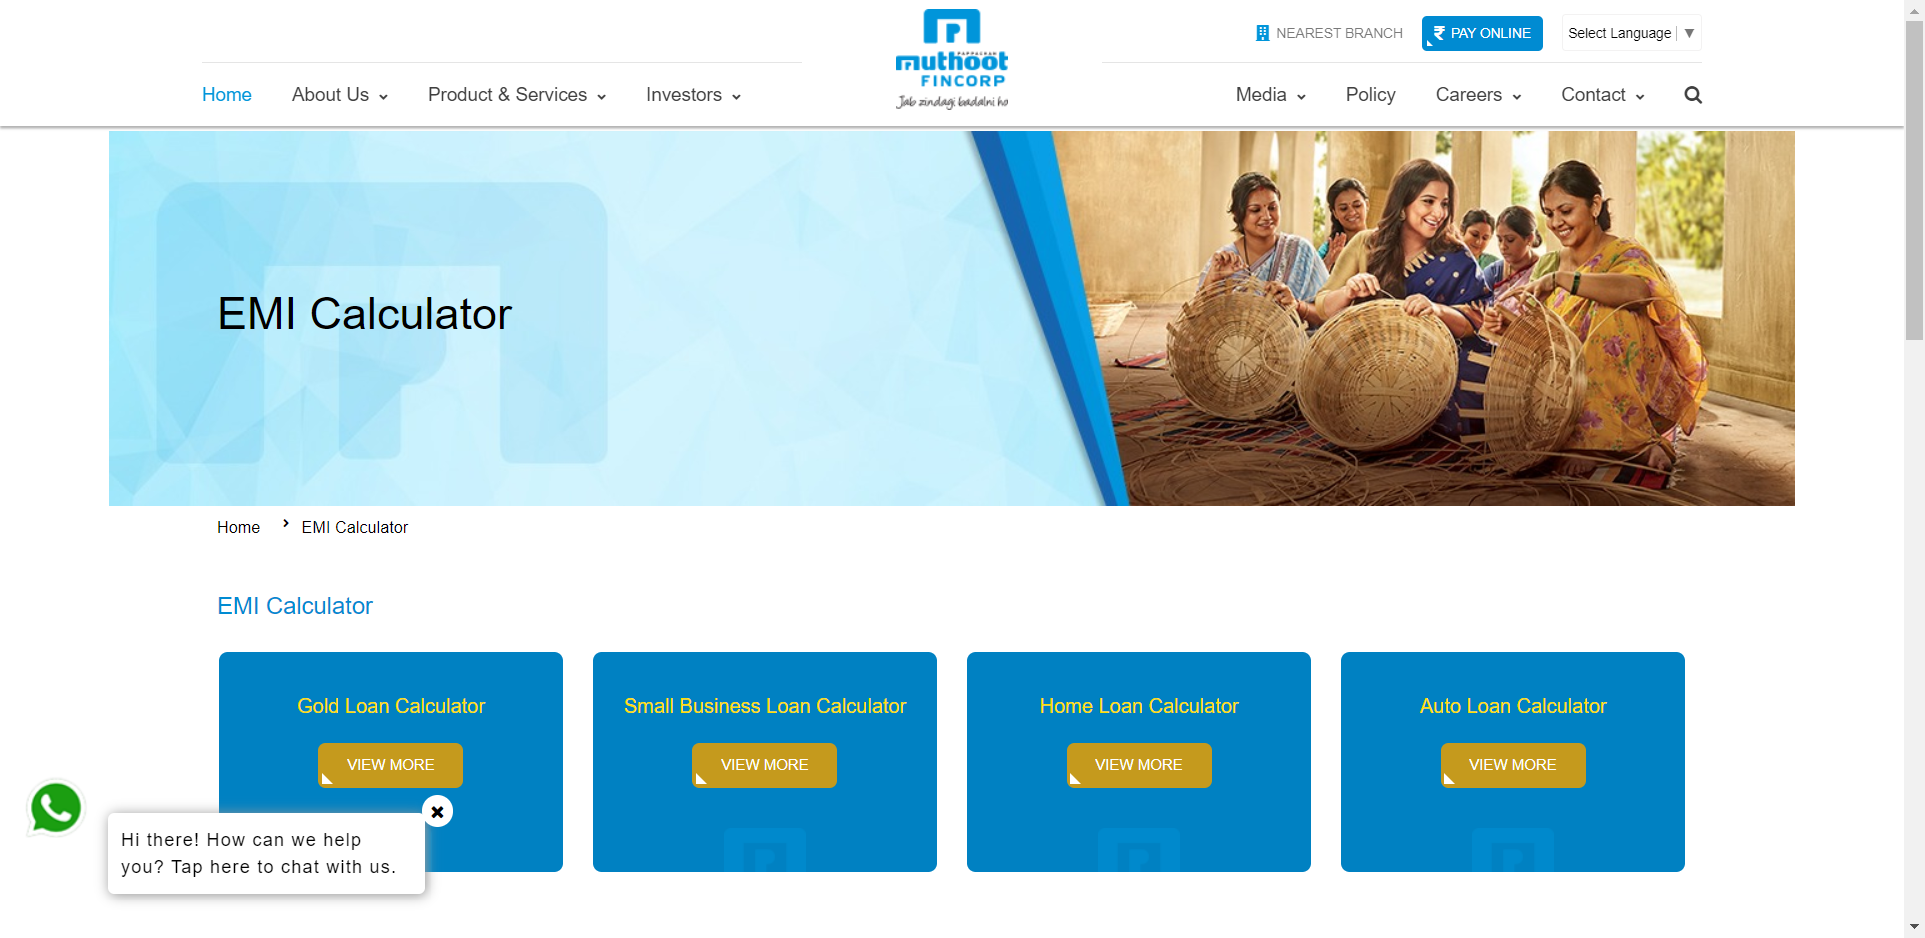 NEAREST BRANCH
PAY ONLINE
Select Language
PAPPACHAN
muthoot
FINCORP
Jab zindagi badalni ho
Home
About Us
Product & Services
Investors
Media
Policy
Careers
Contact
EMI Calculator
Home
EMI Calculator
EMI Calculator
Gold Loan Calculator
VIEW MORE
Small Business Loan Calculator
VIEW MORE
Home Loan Calculator
VIEW MORE
Auto Loan Calculator
VIEW MORE
Hi there! How can we help
you? Tap here to chat with us.